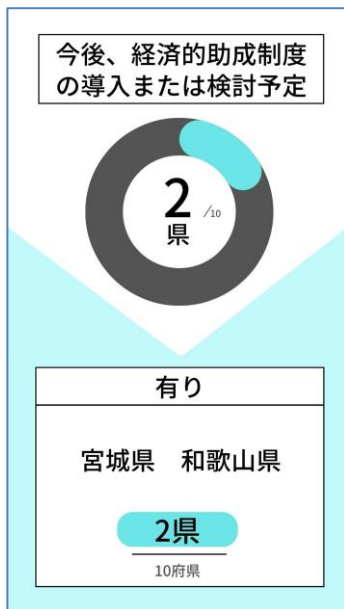 今後、経済的助成制度
の導入または検討予定
2 /10
県
有り
宮城県 和歌山県
2県
10府県